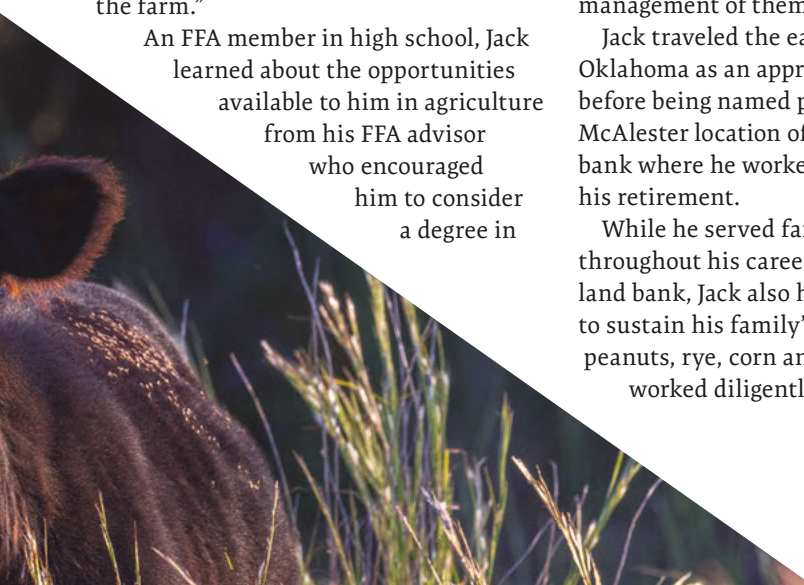 the farm.”
An FFA member in high school, Jack
learned about the opportunities
available to him in agriculture
from his FFA advisor
who encouraged
him to consider
a degree in
management of them
Jack traveled the ea
Oklahoma as an appr
before being named p
McAlester location of
bank where he worke
his retirement.
While he served fa
throughout his caree
land bank, Jack also h
to sustain his family’
peanuts, rye, corn an
worked diligentl